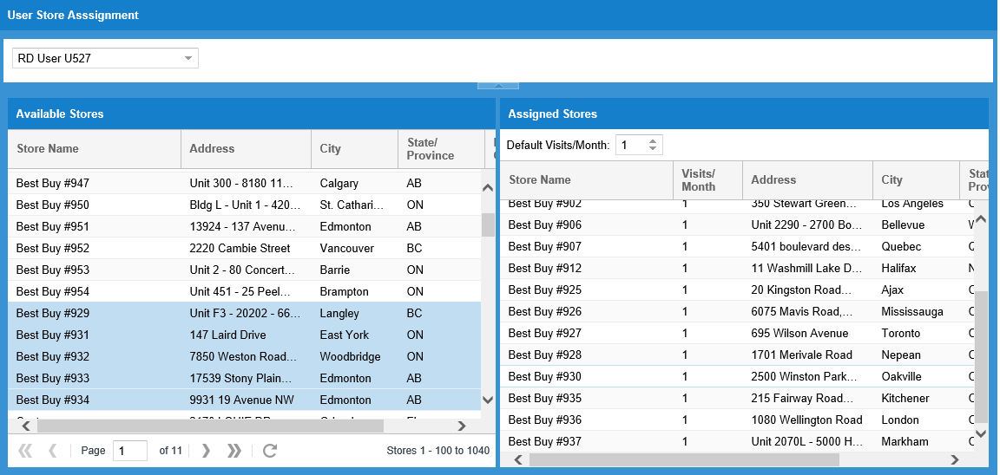 User Store Asssignment
RD User U527
Available Stores
Store Name Address City State/ Province
Best Buy #947 Unit 300 - 8180 11... Calgary AB
Best Buy #950 Bldg L - Unit 1 - 420... St. Cathari... ON
Best Buy #951 13924 - 137 Avenu... Edmonton AB
Best Buy #952 2220 Cambie Street Vancouver BC
Best Buy #953 Unit 2 - 80 Concert... Barrie ON
Best Buy #954 Unit 451 - 25 Peel... Brampton ON
Best Buy #929 Unit F3 - 20202 - 66... Langley BC
Best Buy #931 147 Laird Drive East York ON
Best Buy #932 7850 Weston Road... Woodbridge ON
Best Buy #933 17539 Stony Plain... Edmonton AB
Best Buy #934 9931 19 Avenue NW Edmonton AB
Page 1 of 11 Stores 1 - 100 to 1040
Assigned Stores
Default Visits/Month: 1
Store Name Visits/ Month Address City
Best Buy #902 1 350 Stewart Green... Los Angeles
Best Buy #906 1 Unit 2290 - 2700 Bo... Bellevue
Best Buy #907 1 5401 boulevard des... Quebec
Best Buy #912 1 11 Washmill Lake D... Halifax
Best Buy #925 1 20 Kingston Road... Ajax
Best Buy #926 1 6075 Mavis Road,... Mississauga
Best Buy #927 1 695 Wilson Avenue Toronto
Best Buy #928 1 1701 Merivale Road Nepean
Best Buy #930 1 2500 Winston Park... Oakville
Best Buy #935 1 215 Fairway Road... Kitchener
Best Buy #936 1 1080 Wellington Road London
Best Buy #937 1 Unit 2070L - 5000 H... Markham